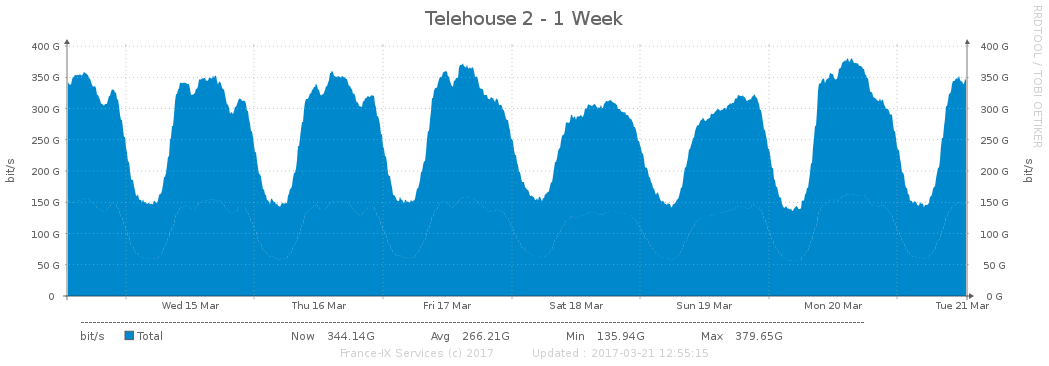 Telehouse 2 - 1 Week
RRDTOOL / TOBI OETIKER
400 G 400 G
350 G 350 G
300 G 300 G
250 G 250 G
200 G 200 G
150 G 150 G
100 G 100 G
50 G 50 G
0 0 G
bit/s bit/s
Wed 15 Mar Thu 16 Mar Fri 17 Mar Sat 18 Mar Sun 19 Mar Mon 20 Mar Tue 21 Mar
bit/s Total Now 344.14G Avg 266.21G Min 135.94G Max 379.65G
France-IX Services (c) 2017 Updated : 2017-03-21 12:55:15